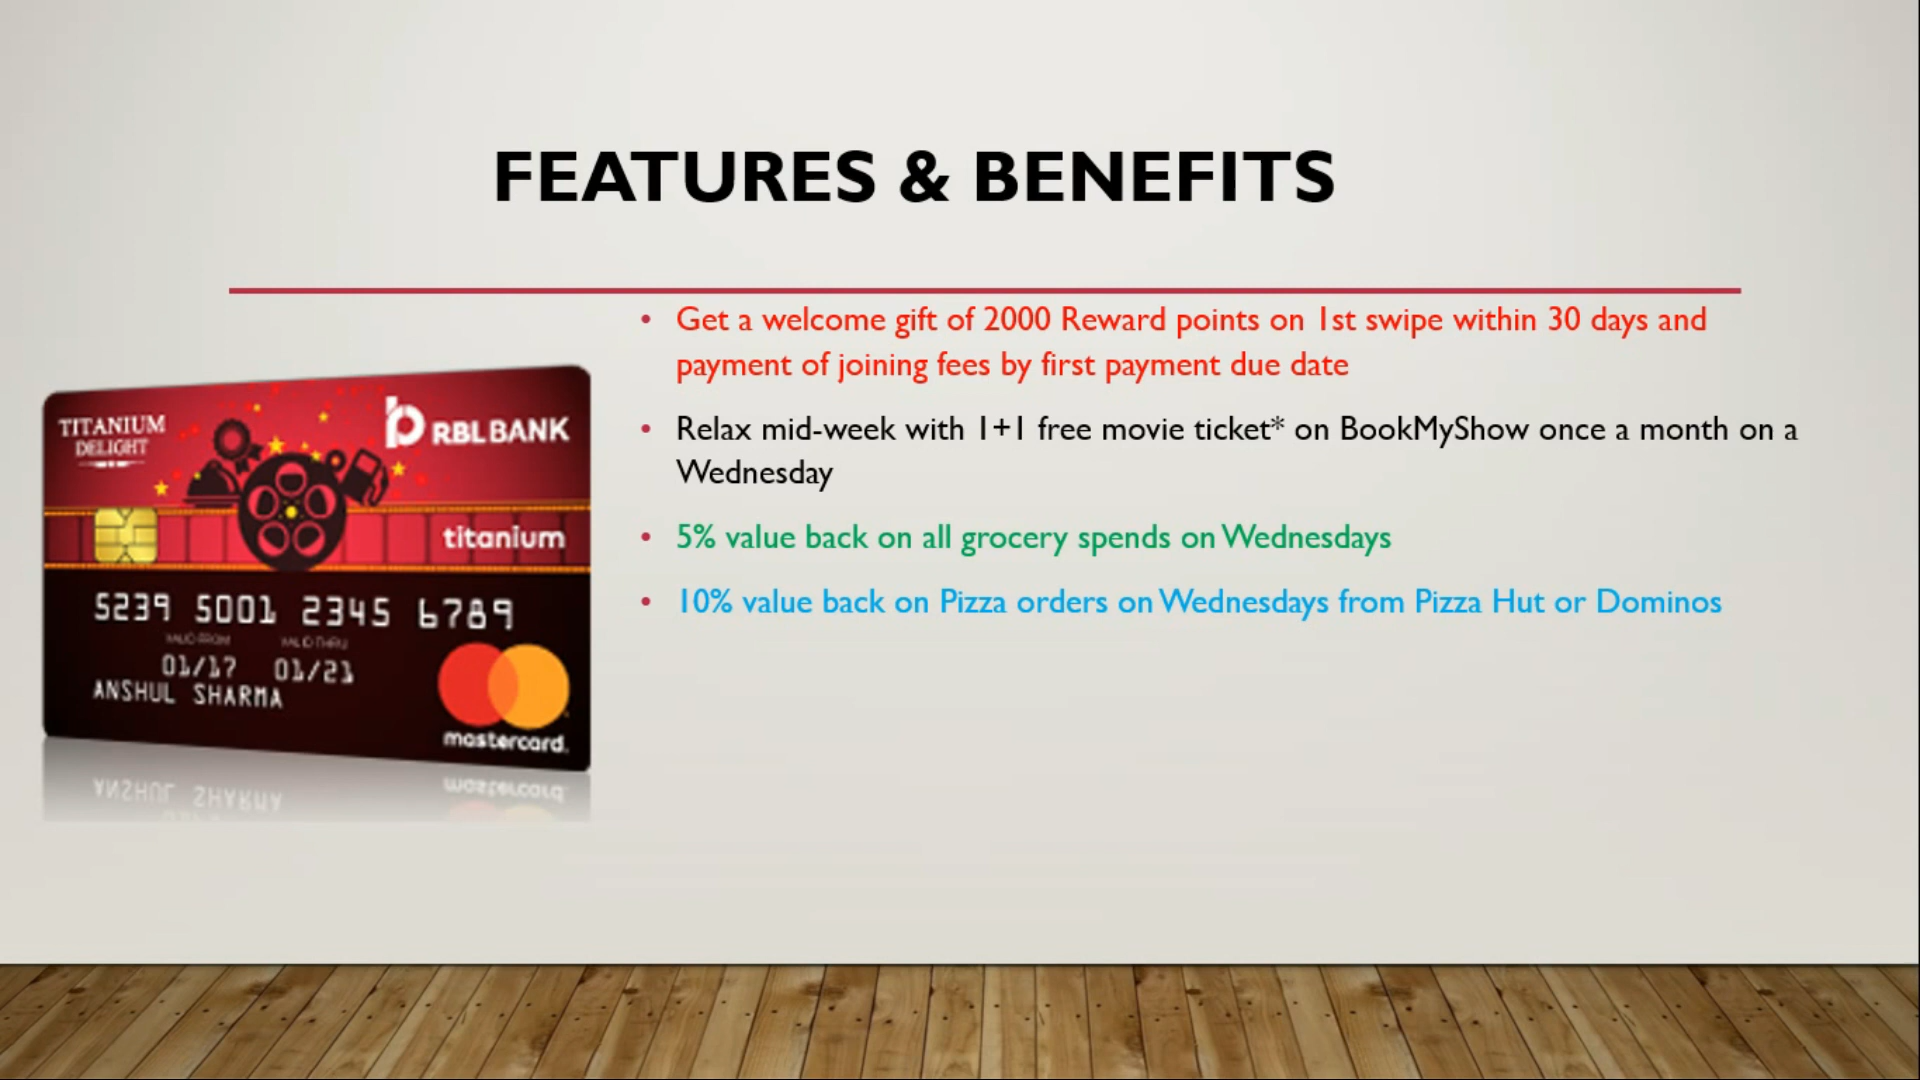 FEATURES & BENEFITS
• Get a welcome gift of 2000 Reward points on 1st swipe within 30 days and
payment of joining fees by first payment due date
• Relax mid-week with 1+1 free movie ticket* on BookMyShow once a month on a
Wednesday
• 5% value back on all grocery spends on Wednesdays
• 10% value back on Pizza orders on Wednesdays from Pizza Hut or Dominos
TITANIUM
DELIGHT
RBL BANK
titanium
5239 5001 2345 6789
VALID FROM VALID THRU
01/17 01/21
ANSHUL SHARMA
mastercard.